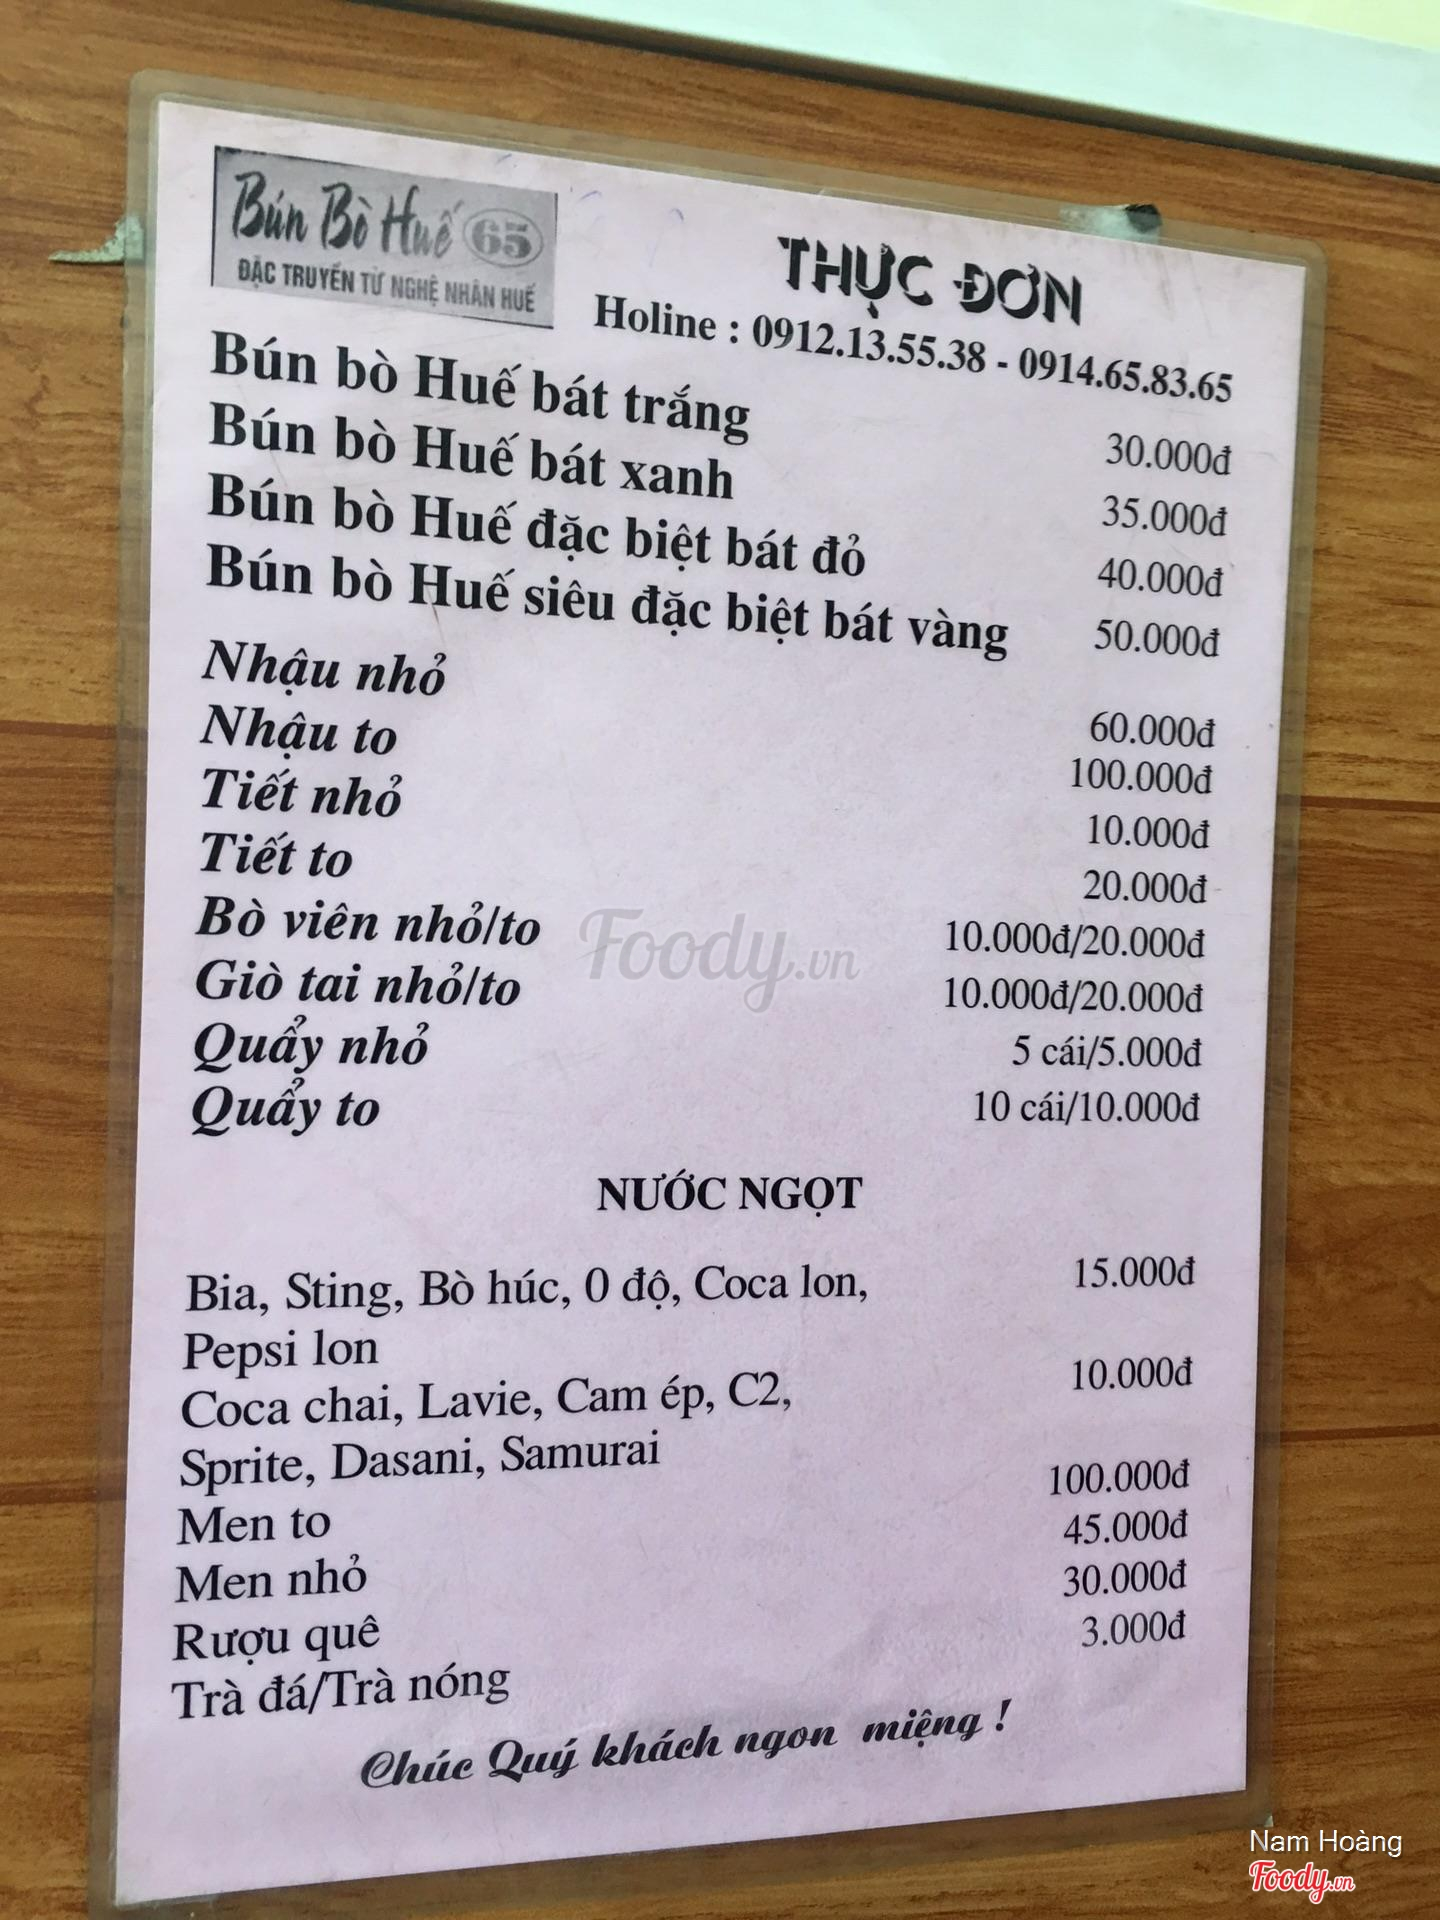 Bún Bò Huế 65
ĐẶC TRUYỀN TỪ NGHỆ NHÂN HUẾ
THỰC ĐƠN
Holine : 0912.13.55.38 - 0914.65.83.65
Bún bò Huế bát trắng 30.000đ
Bún bò Huế bát xanh 35.000đ
Bún bò Huế đặc biệt bát đỏ 40.000đ
Bún bò Huế siêu đặc biệt bát vàng 50.000đ
Nhậu nhỏ 60.000đ
Nhậu to 100.000đ
Tiết nhỏ 10.000đ
Tiết to 20.000đ
Bò viên nhỏ/to 10.000đ/20.000đ
Giò tai nhỏ/to 10.000đ/20.000đ
Quẩy nhỏ 5 cái/5.000đ
Quẩy to 10 cái/10.000đ
Foody.vn
NƯỚC NGỌT
Bia, Sting, Bò húc, 0 độ, Coca lon, 15.000đ
Pepsi lon
Coca chai, Lavie, Cam ép, C2, 10.000đ
Sprite, Dasani, Samurai
Men to 100.000đ
Men nhỏ 45.000đ
Rượu quê 30.000đ
Trà đá/Trà nóng 3.000đ
Chúc Quý khách ngon miệng !
Nam Hoàng
Foody.vn